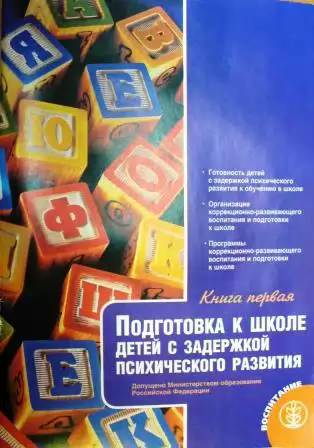 Я
В
Е
Б
Ю
О
Ф
К
Щ
Е
• Готовность детей
с задержкой психического
развития к обучению в школе
• Организация
коррекционно-развивающего
воспитания и подготовки
к школе
• Программы
коррекционно-развивающего
воспитания и подготовки
к школе
Книга первая
Подготовка к школе
детей с задержкой
психического развития
Допущено Министерством образования
Российской Федерации
ВОСПИТАНИЕ